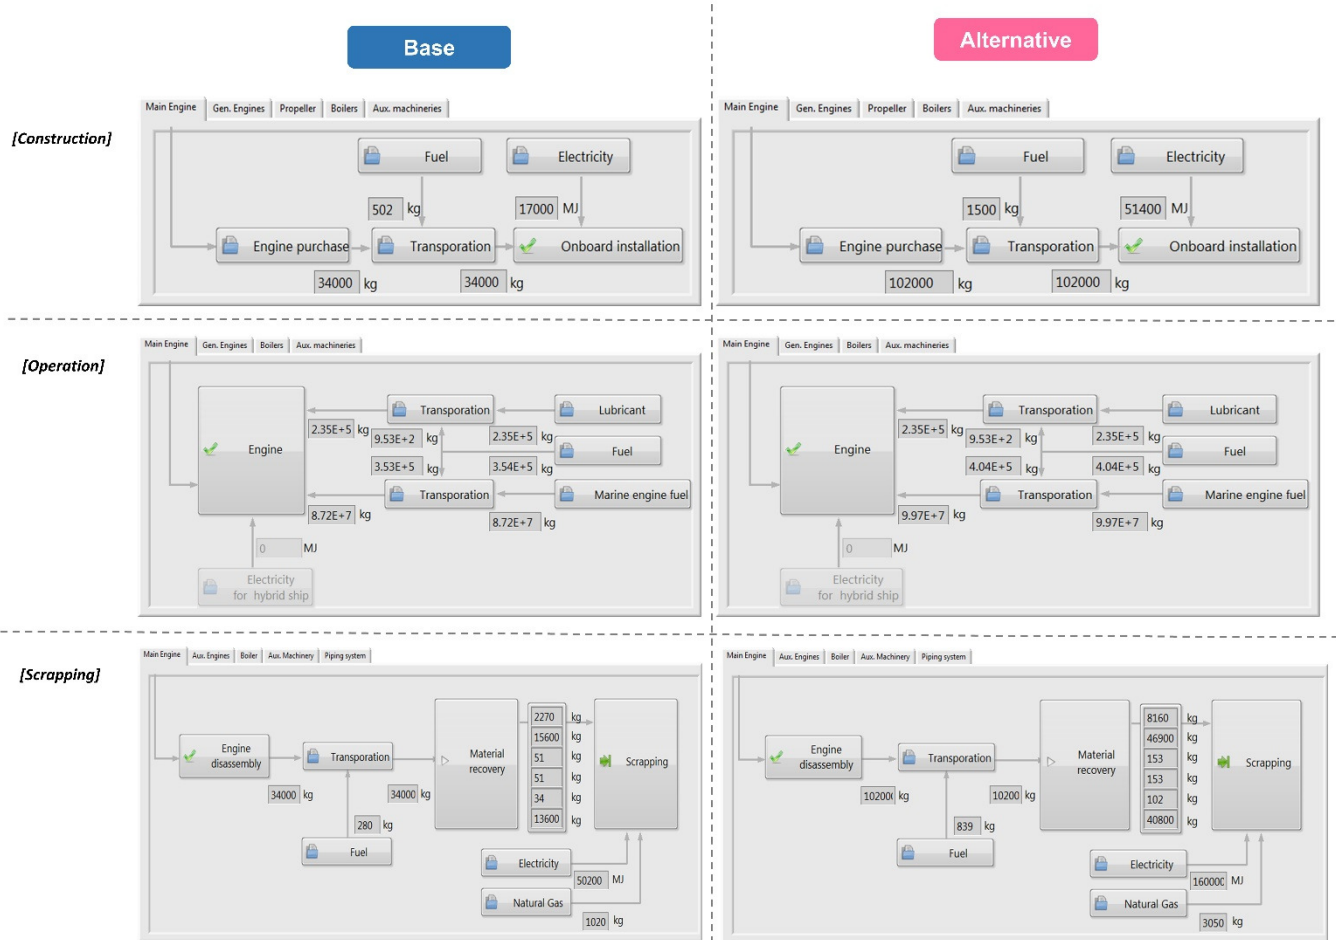 Base
Alternative
[Construction]
Main Engine Gen. Engines Propeller Boilers Aux. machineries
Fuel Electricity
502 kg 17000 MJ
Engine purchase Transporation Onboard installation
34000 kg 34000 kg
Main Engine Gen. Engines Propeller Boilers Aux. machineries
Fuel Electricity
1500 kg 51400 MJ
Engine purchase Transporation Onboard installation
102000 kg 102000 kg
[Operation]
Main Engine Gen. Engines Boilers Aux. machineries
Transporation Lubricant
2.35E+5 kg 9.53E+2 kg 2.35E+5 kg
Engine Fuel
3.53E+5 kg 3.54E+5 kg
Transporation Marine engine fuel
8.72E+7 kg 8.72E+7 kg
0 MJ
Electricity
for hybrid ship
Main Engine Gen. Engines Boilers Aux. machineries
Transporation Lubricant
2.35E+5 kg 9.53E+2 kg 2.35E+5 kg
Engine Fuel
4.04E+5 kg 4.04E+5 kg
Transporation Marine engine fuel
9.97E+7 kg 9.97E+7 kg
0 MJ
Electricity
for hybrid ship
[Scrapping]
Main Engine Aux. Engines Boiler Aux. Machinery Piping system
2270 kg
15600 kg
51 kg
51 kg
34 kg
13600 kg
Engine
disassembly
Transporation
Material
recovery
Scrapping
34000 kg 34000 kg
280 kg
Fuel
Electricity
50200 MJ
Natural Gas
1020 kg
Main Engine Aux. Engines Boiler Aux. Machinery Piping system
8160 kg
46900 kg
153 kg
153 kg
102 kg
40800 kg
Engine
disassembly
Transporation
Material
recovery
Scrapping
10200( kg 10200 kg
839 kg
Fuel
Electricity
16000( MJ
Natural Gas
3050 kg